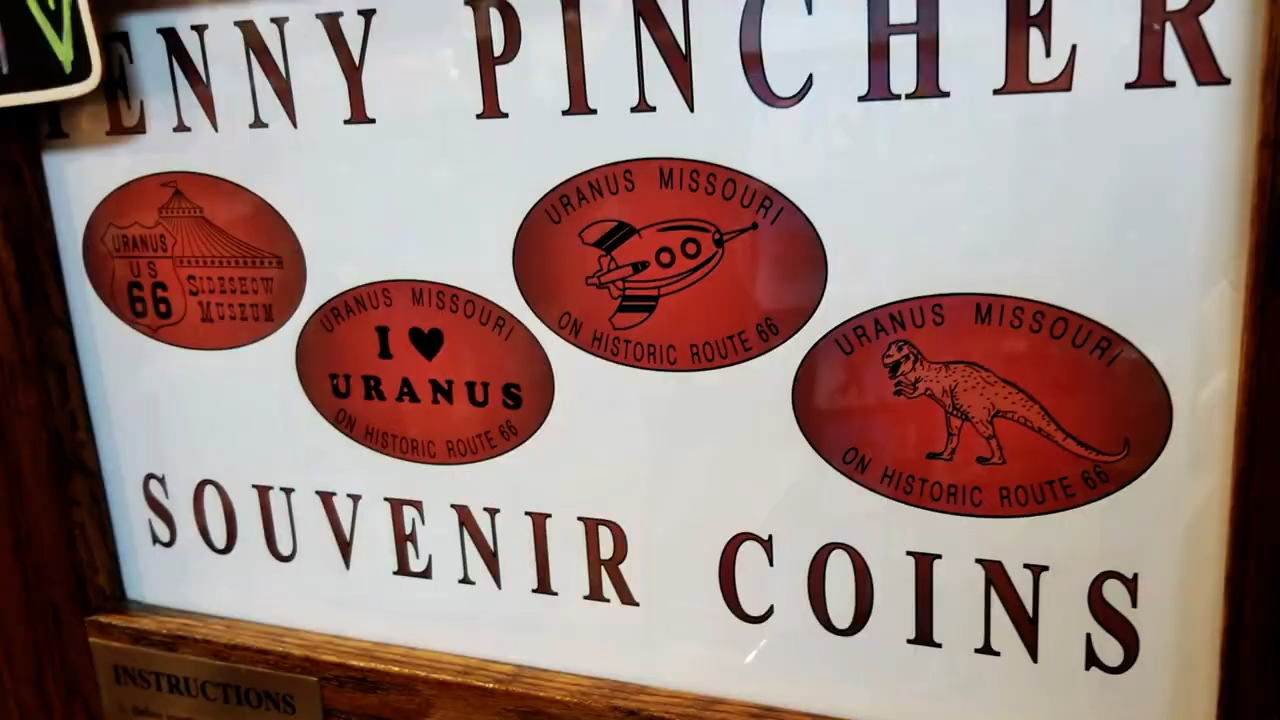 PENNY PINCHER
URANUS
US
66
SIDESHOW
MUSEUM
URANUS MISSOURI
I ♥
URANUS
ON HISTORIC ROUTE 66
URANUS MISSOURI
ON HISTORIC ROUTE 66
URANUS MISSOURI
ON HISTORIC ROUTE 66
SOUVENIR COINS
INSTRUCTIONS